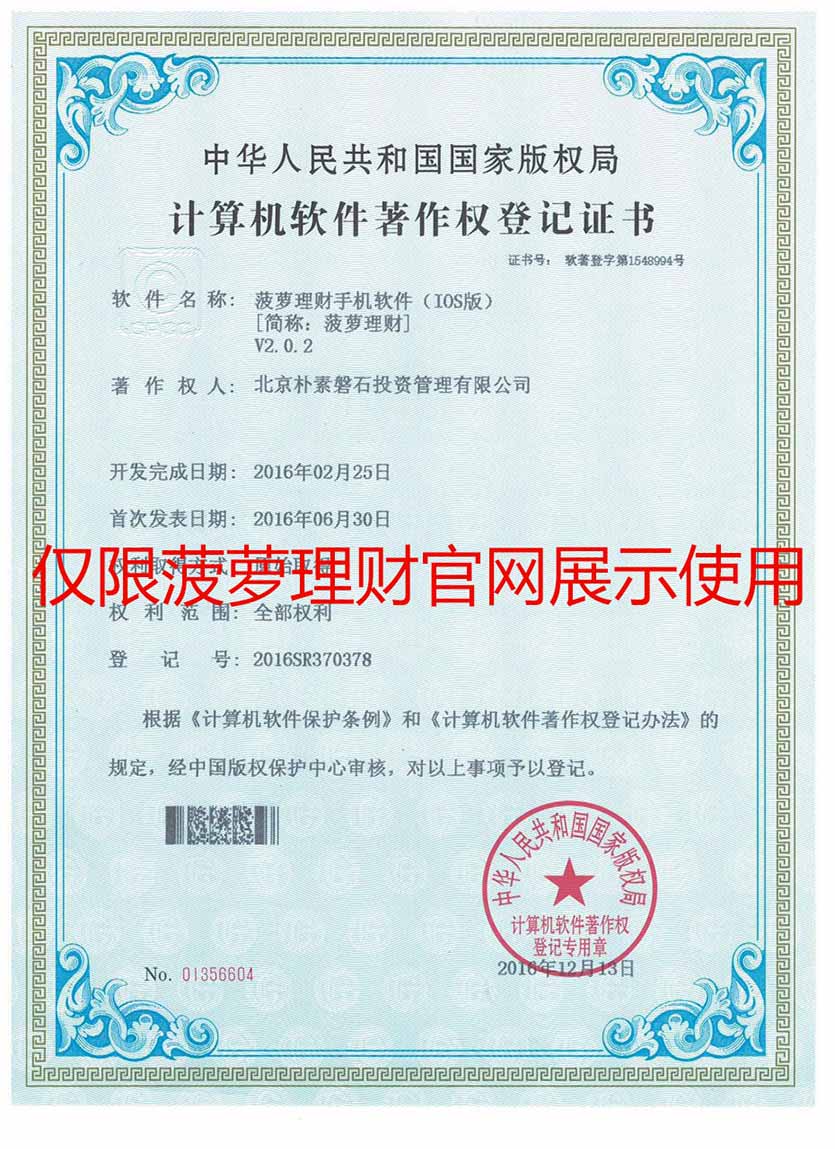 中华人民共和国国家版权局
计算机软件著作权登记证书
证书号： 软著登字第1548994号
软件名称： 菠萝理财手机软件（IOS版）
[简称：菠萝理财]
V2.0.2
著作权人： 北京朴素磐石投资管理有限公司
开发完成日期： 2016年02月25日
首次发表日期： 2016年06月30日
权利取得方式： 原始取得
仅限菠萝理财官网展示使用
权利范围： 全部权利
登记号： 2016SR370378
根据《计算机软件保护条例》和《计算机软件著作权登记办法》的
规定，经中国版权保护中心审核，对以上事项予以登记。
中华人民共和国国家版权局
计算机软件著作权
登记专用章
2016年12月13日
No. 01356604